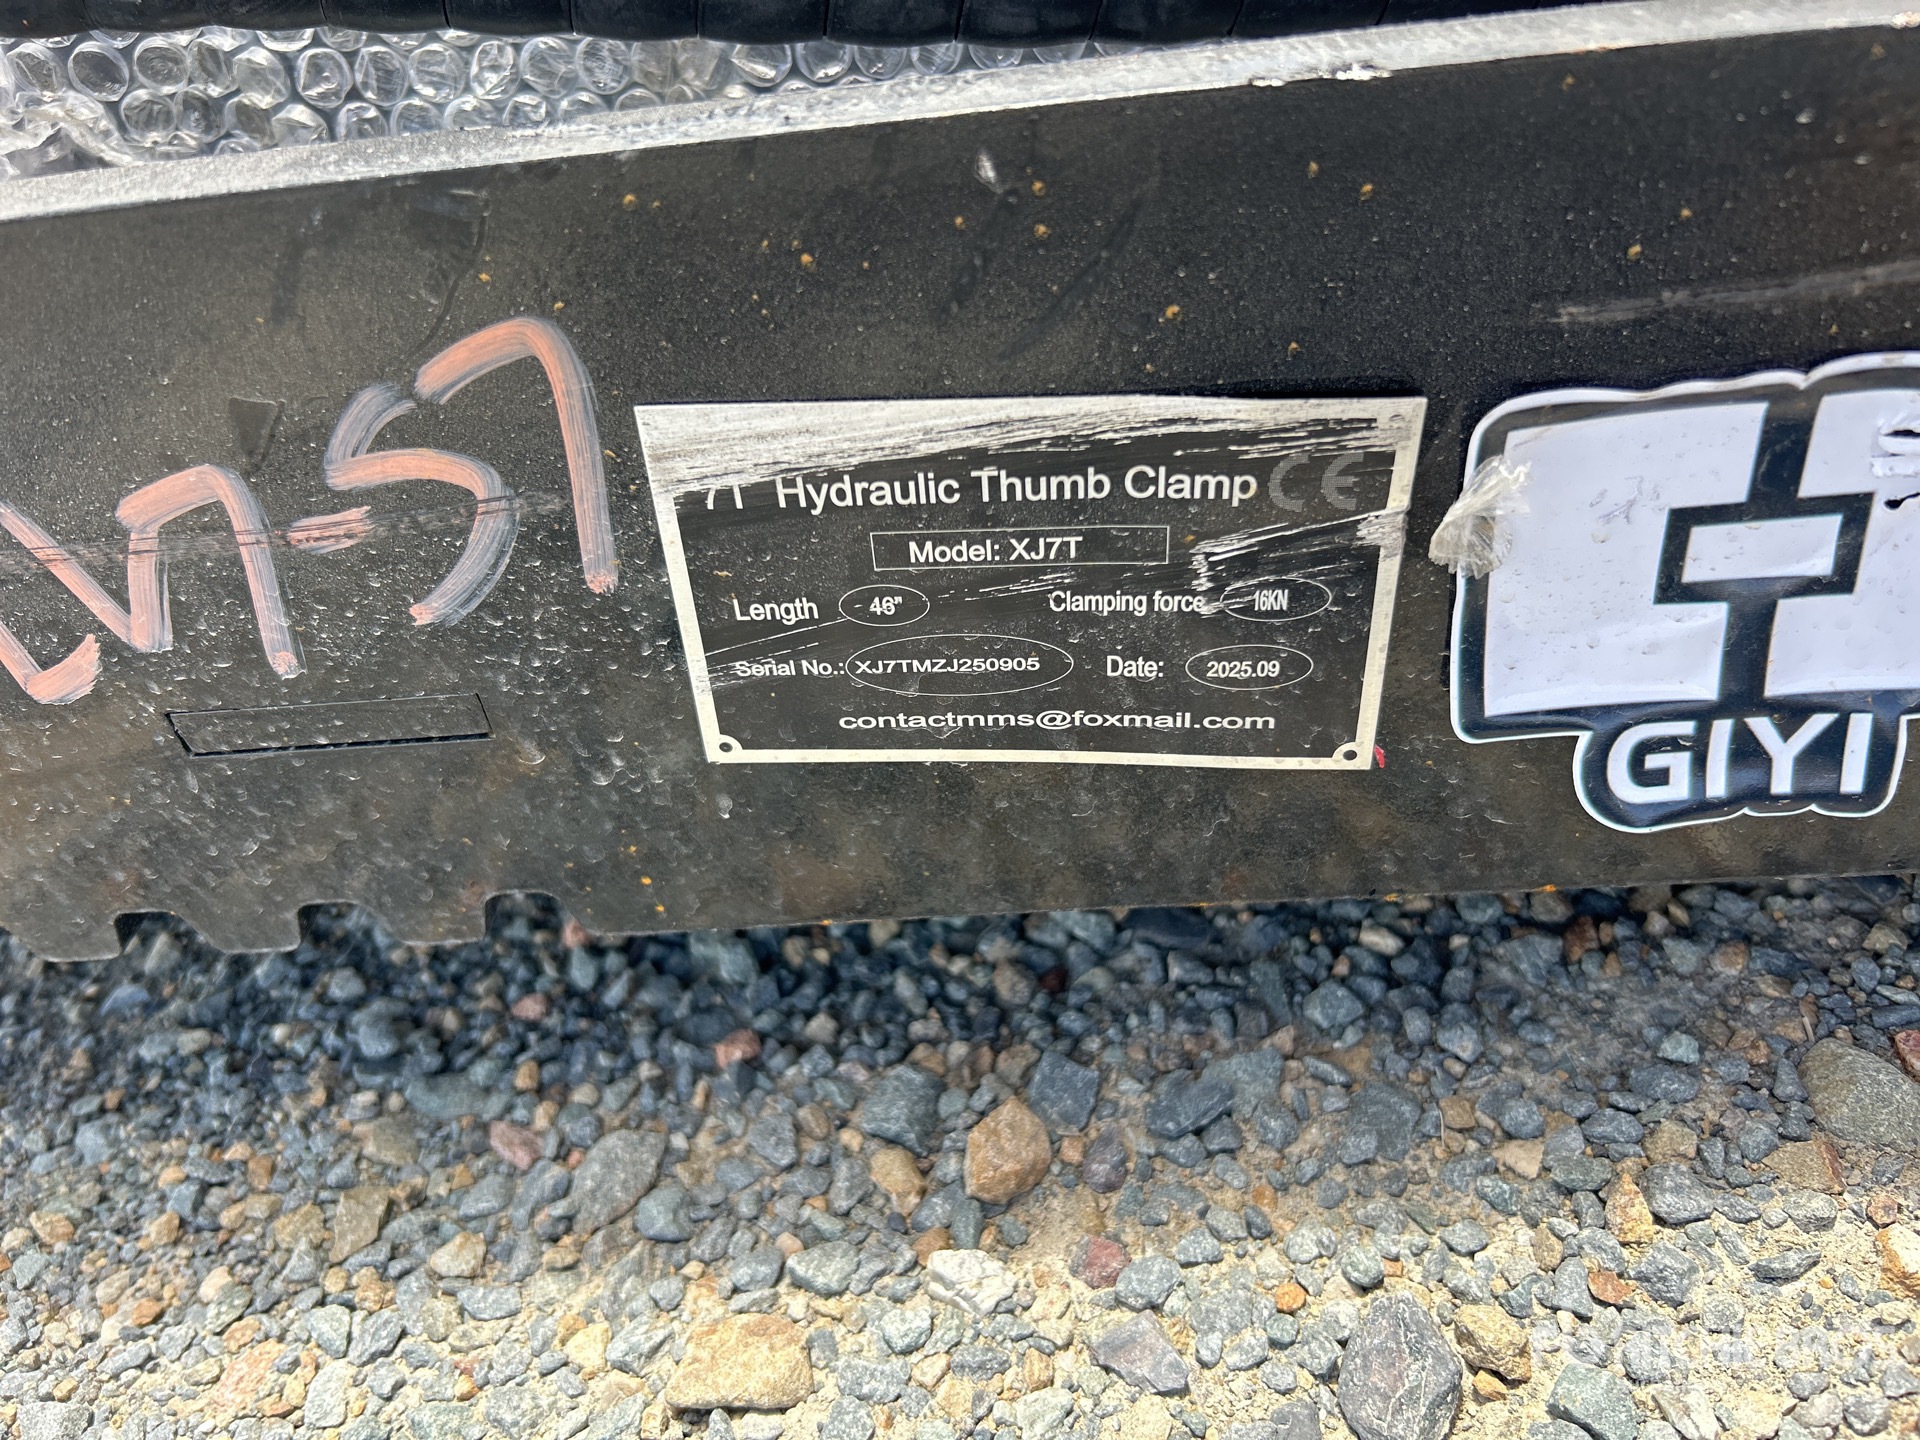 7T Hydraulic Thumb Clamp CE
Model: XJ7T
Length 46" Clamping force 16KN
Serial No.: XJ7TMZJ250905 Date: 2025.09
contactmms@foxmail.com
GIYI